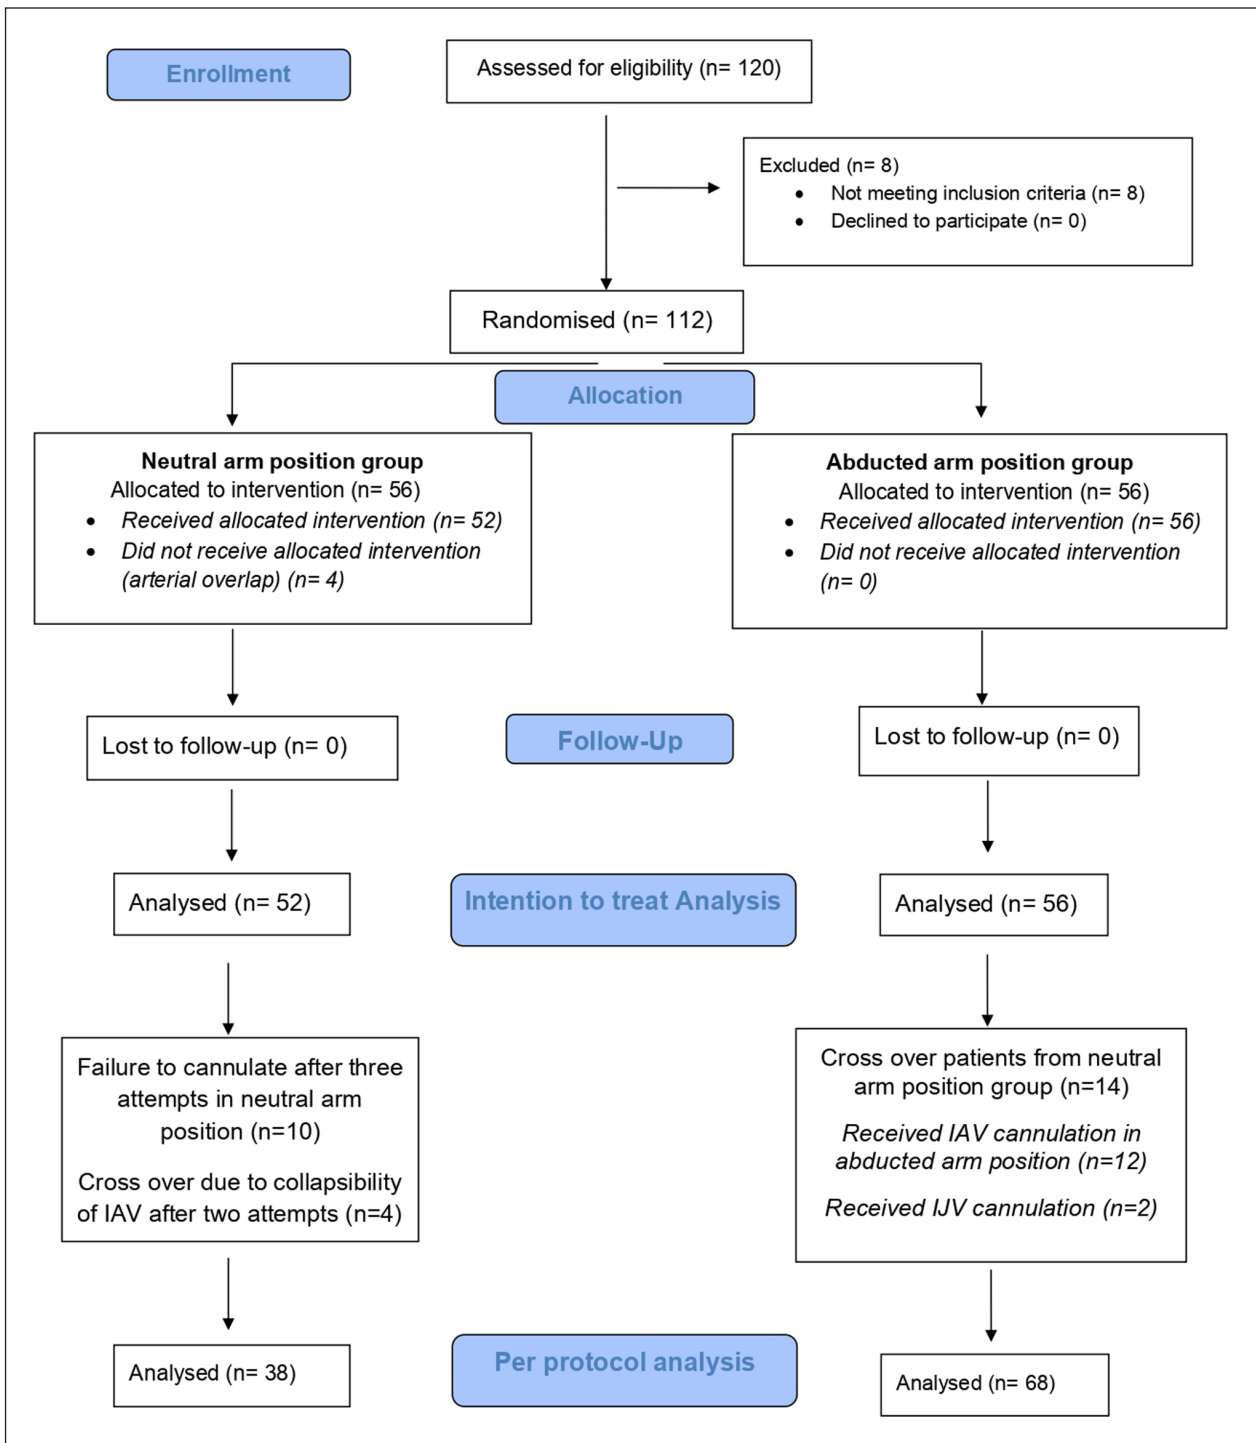 Enrollment
Assessed for eligibility (n= 120)
Excluded (n= 8)
• Not meeting inclusion criteria (n= 8)
• Declined to participate (n= 0)
Randomised (n= 112)
Allocation
Neutral arm position group
Allocated to intervention (n= 56)
• Received allocated intervention (n= 52)
• Did not receive allocated intervention
(arterial overlap) (n= 4)
Abducted arm position group
Allocated to intervention (n= 56)
• Received allocated intervention (n= 56)
• Did not receive allocated intervention
(n= 0)
Lost to follow-up (n= 0)
Follow-Up
Lost to follow-up (n= 0)
Analysed (n= 52)
Intention to treat Analysis
Analysed (n= 56)
Failure to cannulate after three
attempts in neutral arm
position (n=10)
Cross over due to collapsibility
of IAV after two attempts (n=4)
Cross over patients from neutral
arm position group (n=14)
Received IAV cannulation in
abducted arm position (n=12)
Received IJV cannulation (n=2)
Analysed (n= 38)
Per protocol analysis
Analysed (n= 68)